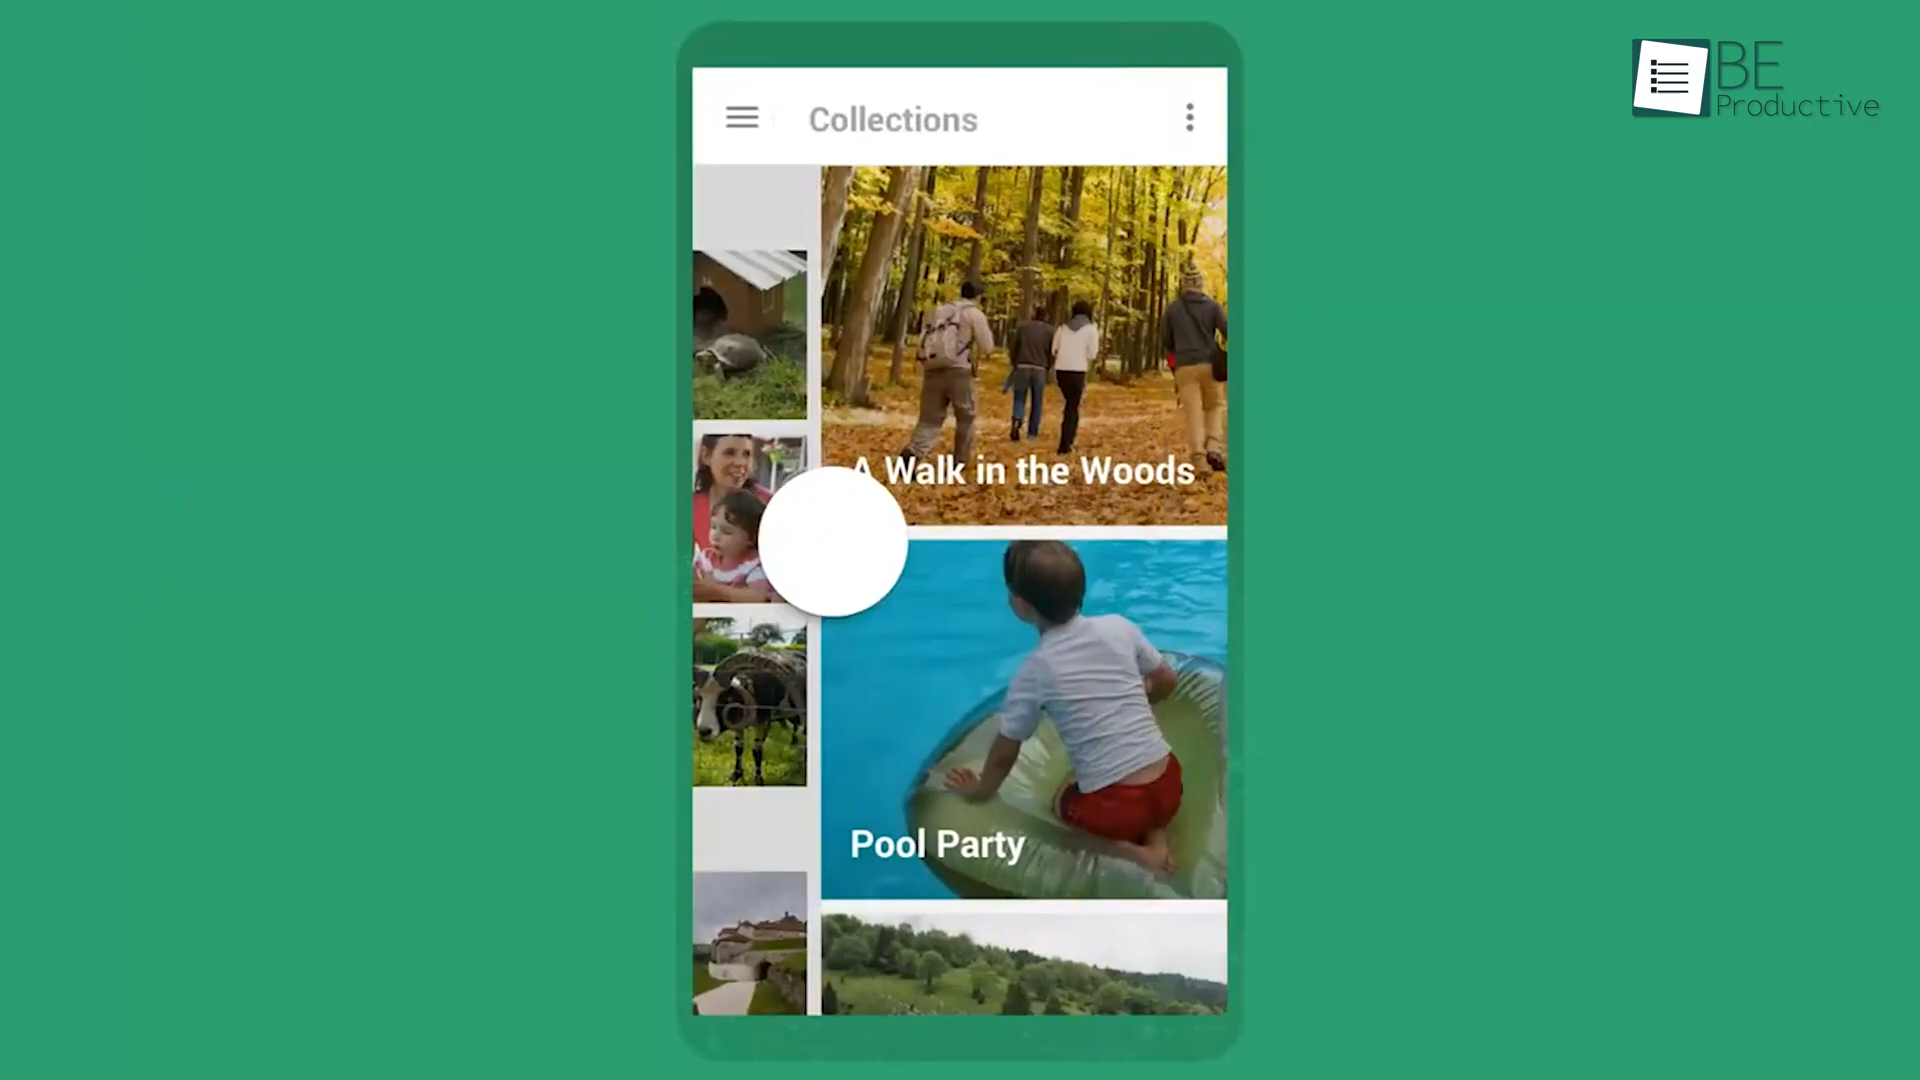 BE
Productive
Collections
A Walk in the Woods
Pool Party